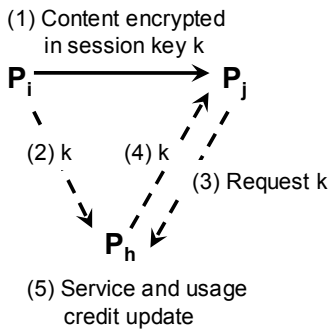 (1) Content encrypted
in session key k
Pi
Pj
(2) k
(4) k
(3) Request k
Ph
(5) Service and usage
credit update